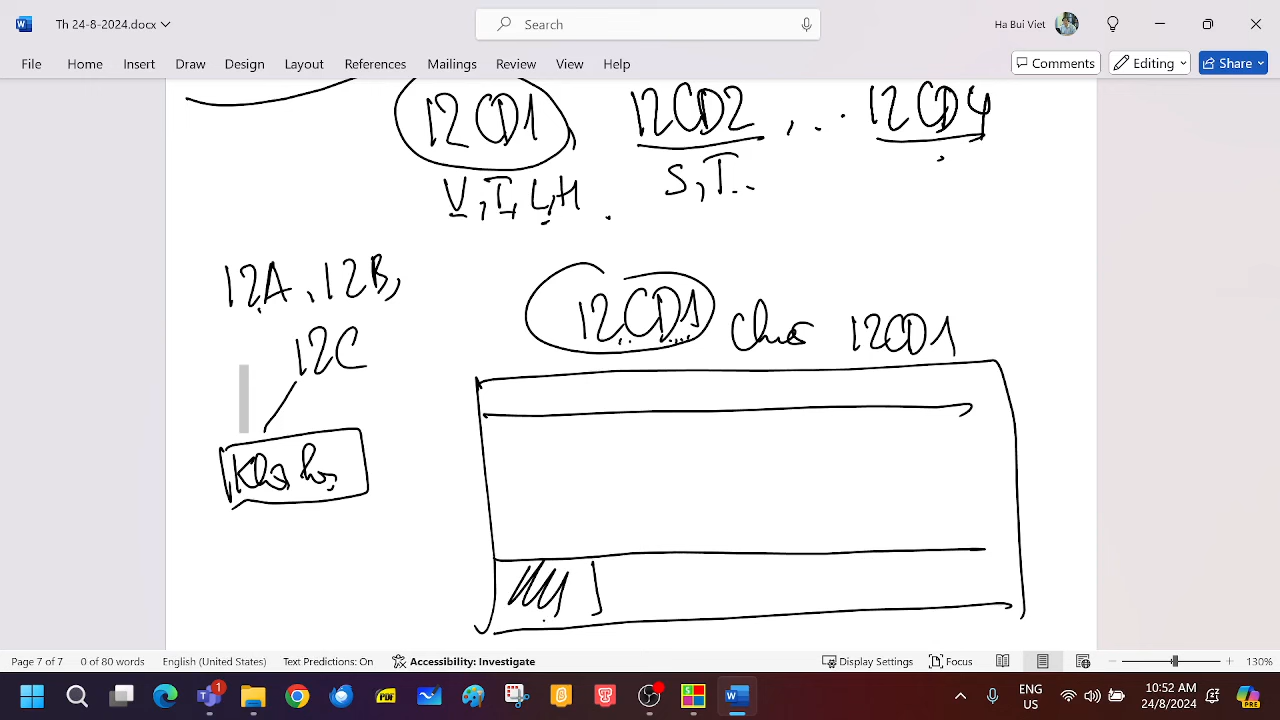 Th 24-8-2024.docx
Search
Ha Bui Viet
File Home Insert Draw Design Layout References Mailings Review View Help
Comments Editing Share
12CD1 12CD2, ... 12CD4
V, T, L, H . S, T...
12A, 12B,
12C
12CD1 12CD1
Page 7 of 7 0 of 80 words English (United States) Text Predictions: On Accessibility: Investigate Display Settings Focus 130%
1 PDF ENG US 10:52 AM 24/8/2024 PRE